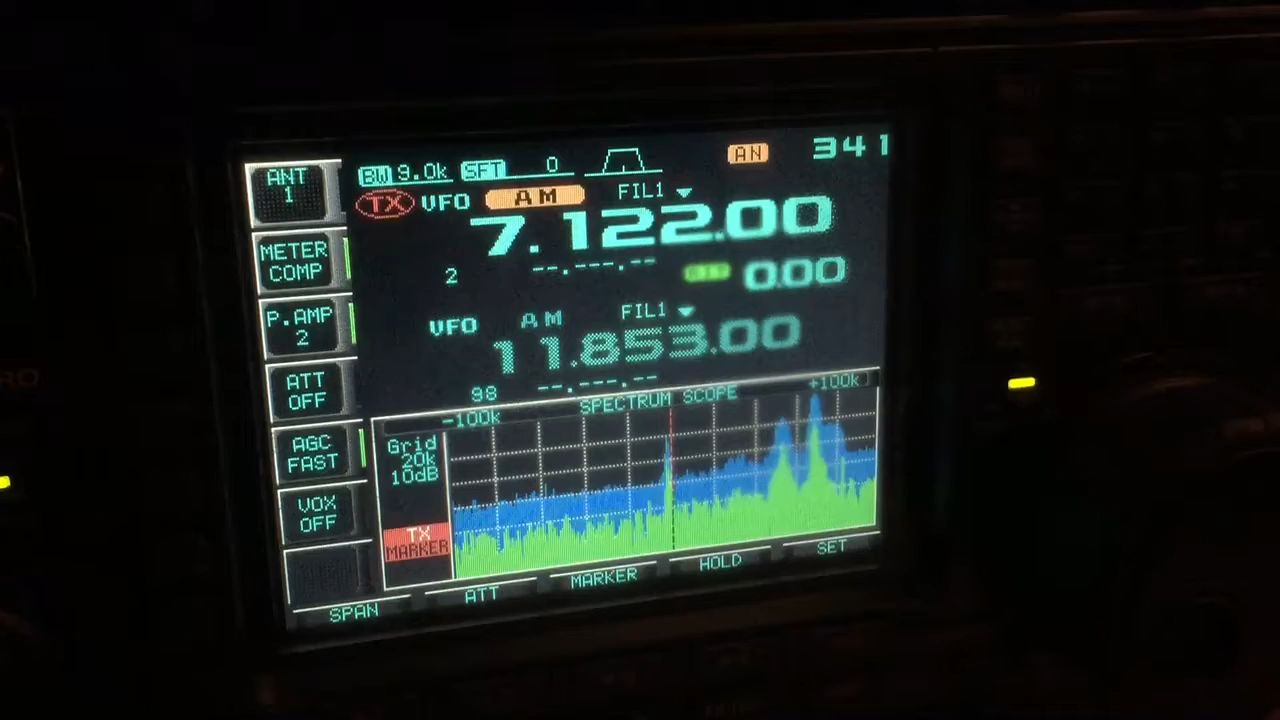 ANT
1
BW 9.0k SFT 0
AN
341
TX VFO AM FIL1
7.122.00
METER
COMP
2 --.---.-- 0.00
P.AMP
2
VFO AM FIL1
11.853.00
98 --.---.--
ATT
OFF
SPECTRUM SCOPE
-100k +100k
AGC
FAST
Grid
20k
10dB
VOX
OFF
TX
MARKER
SPAN ATT MARKER HOLD SET